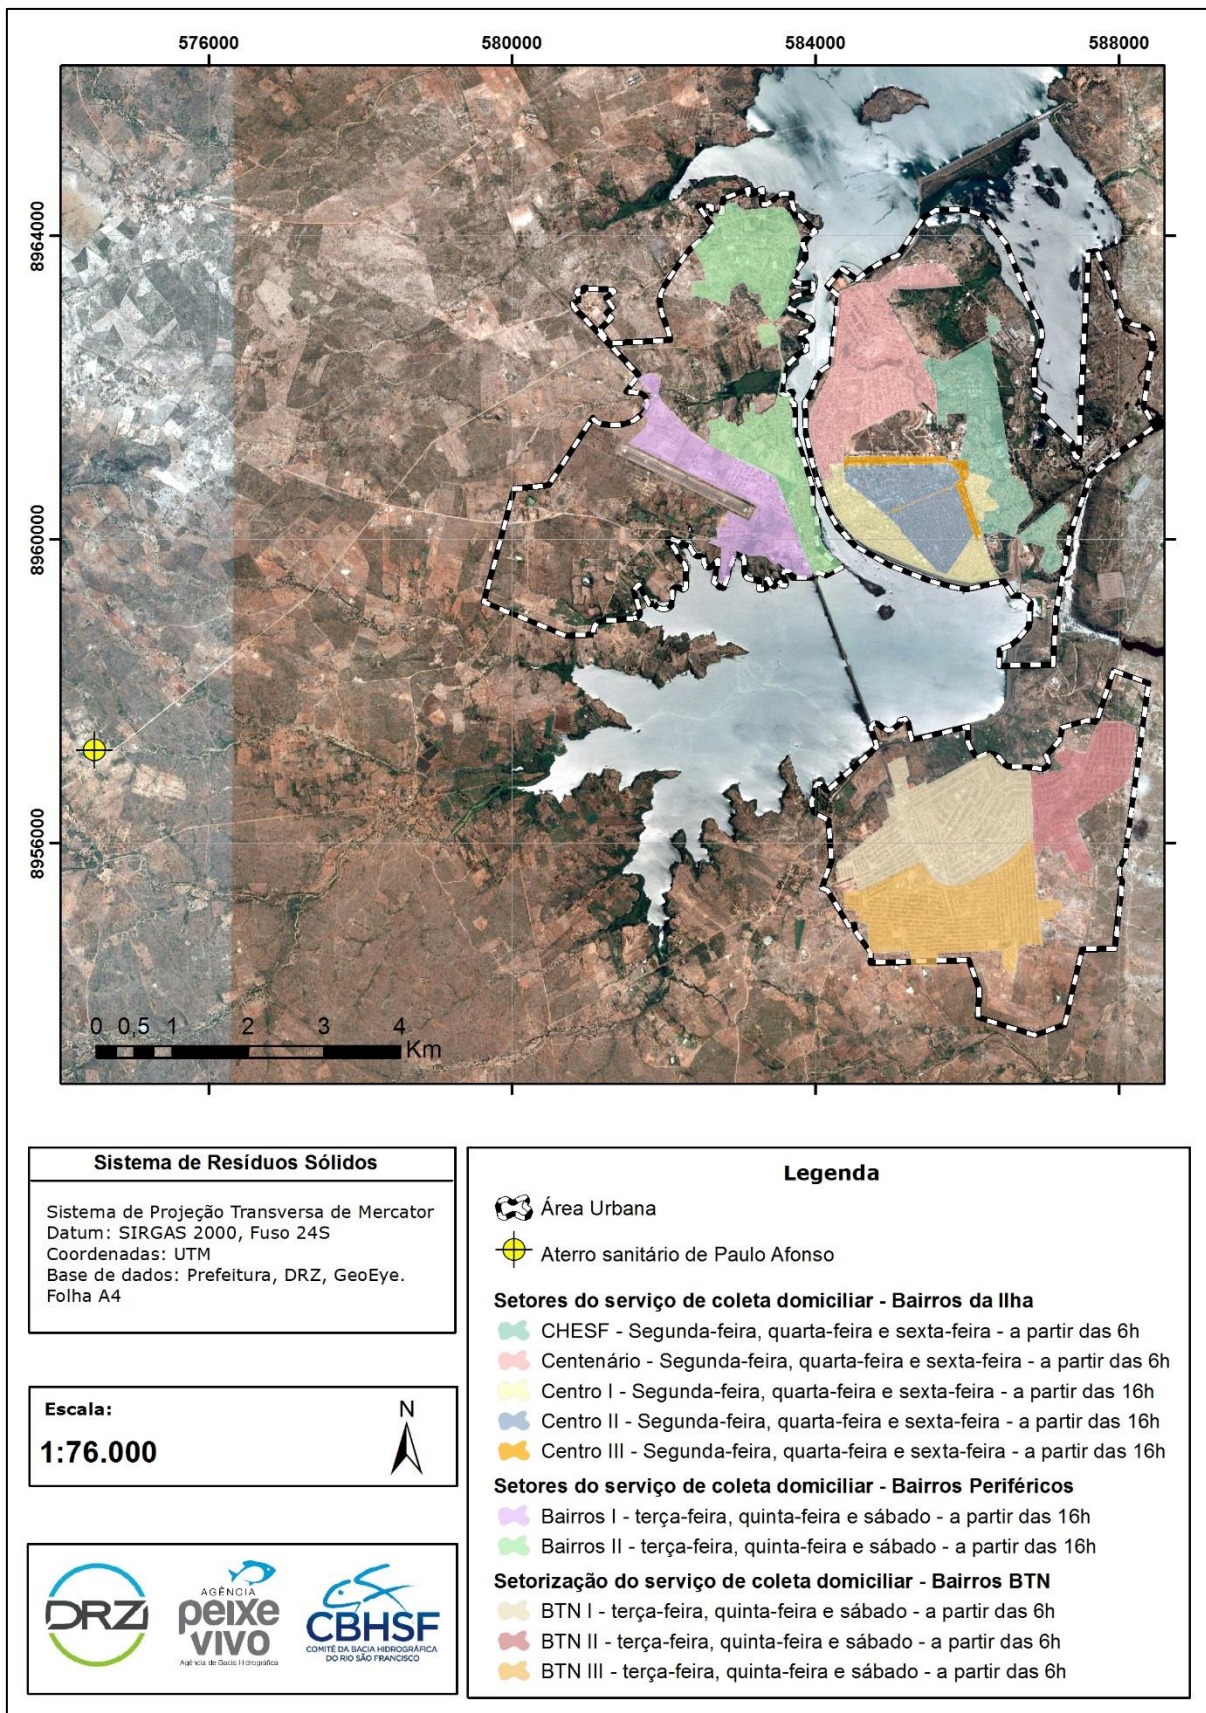 576000 580000 584000 588000
8964000
8960000
8956000
0 0,5 1 2 3 4
Km
Sistema de Resíduos Sólidos
Sistema de Projeção Transversa de Mercator
Datum: SIRGAS 2000, Fuso 24S
Coordenadas: UTM
Base de dados: Prefeitura, DRZ, GeoEye.
Folha A4
Escala:
1:76.000
N
DRZ
AGÊNCIA
peixe
vivo
Agência de Bacia Hidrográfica
CBHSF
COMITÊ DA BACIA HIDROGRÁFICA
DO RIO SÃO FRANCISCO
Legenda
Área Urbana
Aterro sanitário de Paulo Afonso
Setores do serviço de coleta domiciliar - Bairros da Ilha
CHESF - Segunda-feira, quarta-feira e sexta-feira - a partir das 6h
Centenário - Segunda-feira, quarta-feira e sexta-feira - a partir das 6h
Centro I - Segunda-feira, quarta-feira e sexta-feira - a partir das 16h
Centro II - Segunda-feira, quarta-feira e sexta-feira - a partir das 16h
Centro III - Segunda-feira, quarta-feira e sexta-feira - a partir das 16h
Setores do serviço de coleta domiciliar - Bairros Periféricos
Bairros I - terça-feira, quinta-feira e sábado - a partir das 16h
Bairros II - terça-feira, quinta-feira e sábado - a partir das 16h
Setorização do serviço de coleta domiciliar - Bairros BTN
BTN I - terça-feira, quinta-feira e sábado - a partir das 6h
BTN II - terça-feira, quinta-feira e sábado - a partir das 6h
BTN III - terça-feira, quinta-feira e sábado - a partir das 6h